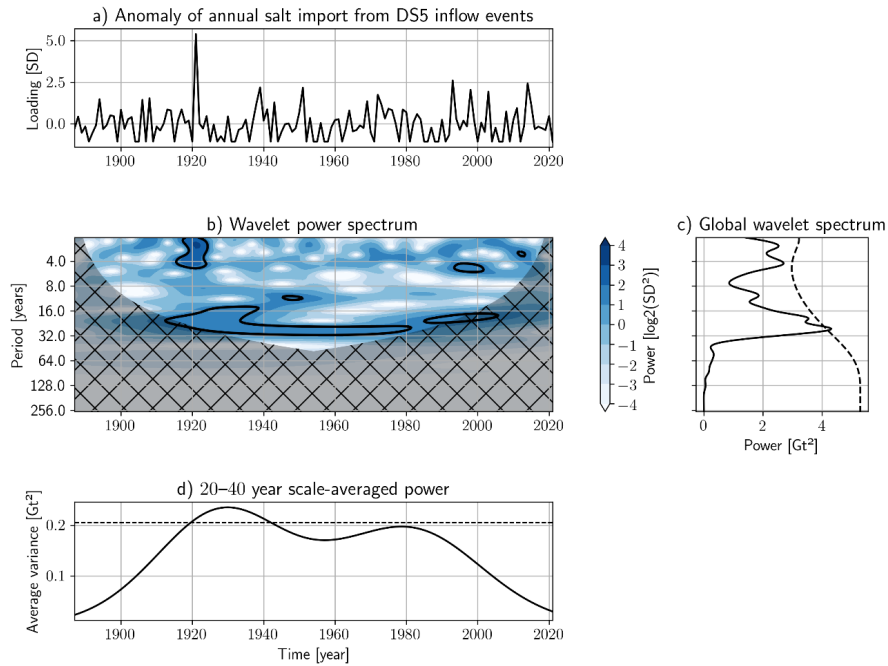 a) Anomaly of annual salt import from DS5 inflow events
Loading [SD]
5.0
2.5
0.0
1900 1920 1940 1960 1980 2000 2020
b) Wavelet power spectrum
Period [years]
4.0
8.0
16.0
32.0
64.0
128.0
256.0
1900 1920 1940 1960 1980 2000 2020
4
3
2
1
0
−1
−2
−3
−4
Power [log2(SD²)]
c) Global wavelet spectrum
0 2 4
Power [Gt²]
d) 20–40 year scale-averaged power
Average variance [Gt²]
0.2
0.1
1900 1920 1940 1960 1980 2000 2020
Time [year]